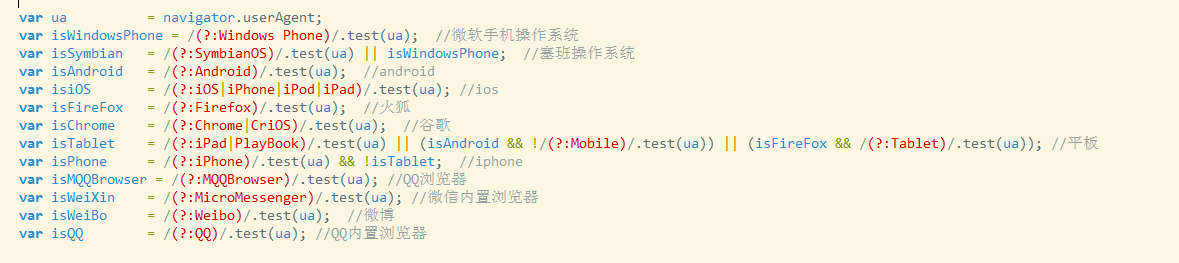 var ua        = navigator.userAgent;
var isWindowsPhone = /(?:Windows Phone)/.test(ua);  //微软手机操作系统
var isSymbian   = /(?:SymbianOS)/.test(ua) || isWindowsPhone;  //塞班操作系统
var isAndroid   = /(?:Android)/.test(ua);  //android
var isiOS       = /(?:iOS|iPhone|iPod|iPad)/.test(ua); //ios
var isFireFox   = /(?:Firefox)/.test(ua);  //火狐
var isChrome    = /(?:Chrome|CriOS)/.test(ua);  //谷歌
var isTablet    = /(?:iPad|PlayBook)/.test(ua) || (isAndroid && !/(?:Mobile)/.test(ua)) || (isFireFox && /(?:Tablet)/.test(ua)); //平板
var isPhone     = /(?:iPhone)/.test(ua) && !isTablet;  //iphone
var isMQQBrowser = /(?:MQQBrowser)/.test(ua); //QQ浏览器
var isWeiXin    = /(?:MicroMessenger)/.test(ua); //微信内置浏览器
var isWeiBo     = /(?:Weibo)/.test(ua);  //微博
var isQQ        = /(?:QQ)/.test(ua); //QQ内置浏览器